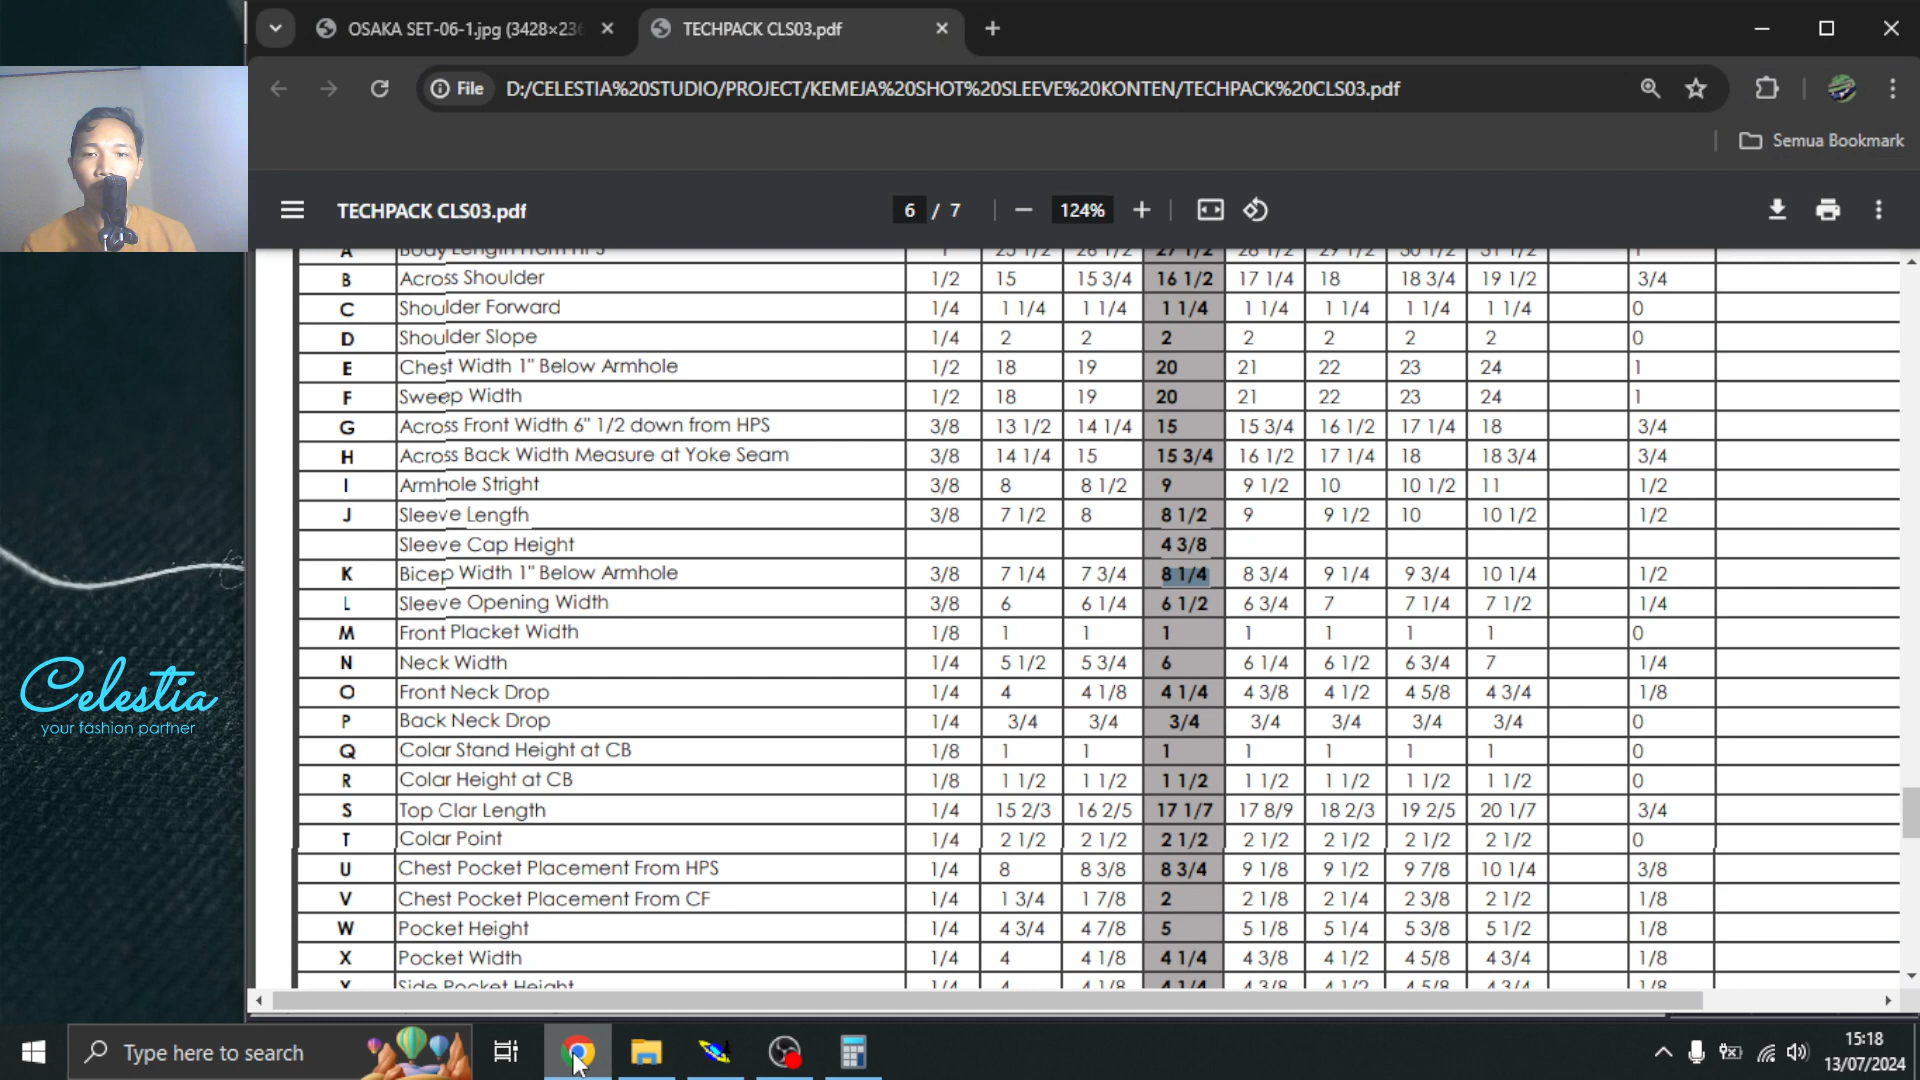 OSAKA SET-06-1.jpg (3428×236
TECHPACK CLS03.pdf
File D:/CELESTIA%20STUDIO/PROJECT/KEMEJA%20SHOT%20SLEEVE%20KONTEN/TECHPACK%20CLS03.pdf
Semua Bookmark
TECHPACK CLS03.pdf 6 / 7 124%
A Body Length From HPS 1 25 1/2 26 1/2 27 1/2 28 1/2 29 1/2 30 1/2 31 1/2 1
B Across Shoulder 1/2 15 15 3/4 16 1/2 17 1/4 18 18 3/4 19 1/2 3/4
C Shoulder Forward 1/4 1 1/4 1 1/4 1 1/4 1 1/4 1 1/4 1 1/4 1 1/4 0
D Shoulder Slope 1/4 2 2 2 2 2 2 2 0
E Chest Width 1" Below Armhole 1/2 18 19 20 21 22 23 24 1
F Sweep Width 1/2 18 19 20 21 22 23 24 1
G Across Front Width 6" 1/2 down from HPS 3/8 13 1/2 14 1/4 15 15 3/4 16 1/2 17 1/4 18 3/4
H Across Back Width Measure at Yoke Seam 3/8 14 1/4 15 15 3/4 16 1/2 17 1/4 18 18 3/4 3/4
I Armhole Stright 3/8 8 8 1/2 9 9 1/2 10 10 1/2 11 1/2
J Sleeve Length 3/8 7 1/2 8 8 1/2 9 9 1/2 10 10 1/2 1/2
Sleeve Cap Height 4 3/8
K Bicep Width 1" Below Armhole 3/8 7 1/4 7 3/4 8 1/4 8 3/4 9 1/4 9 3/4 10 1/4 1/2
L Sleeve Opening Width 3/8 6 6 1/4 6 1/2 6 3/4 7 7 1/4 7 1/2 1/4
M Front Placket Width 1/8 1 1 1 1 1 1 1 0
N Neck Width 1/4 5 1/2 5 3/4 6 6 1/4 6 1/2 6 3/4 7 1/4
O Front Neck Drop 1/4 4 4 1/8 4 1/4 4 3/8 4 1/2 4 5/8 4 3/4 1/8
P Back Neck Drop 1/4 3/4 3/4 3/4 3/4 3/4 3/4 3/4 0
Q Colar Stand Height at CB 1/8 1 1 1 1 1 1 1 0
R Colar Height at CB 1/8 1 1/2 1 1/2 1 1/2 1 1/2 1 1/2 1 1/2 1 1/2 0
S Top Clar Length 1/4 15 2/3 16 2/5 17 1/7 17 8/9 18 2/3 19 2/5 20 1/7 3/4
T Colar Point 1/4 2 1/2 2 1/2 2 1/2 2 1/2 2 1/2 2 1/2 2 1/2 0
U Chest Pocket Placement From HPS 1/4 8 8 3/8 8 3/4 9 1/8 9 1/2 9 7/8 10 1/4 3/8
V Chest Pocket Placement From CF 1/4 1 3/4 1 7/8 2 2 1/8 2 1/4 2 3/8 2 1/2 1/8
W Pocket Height 1/4 4 3/4 4 7/8 5 5 1/8 5 1/4 5 3/8 5 1/2 1/8
X Pocket Width 1/4 4 4 1/8 4 1/4 4 3/8 4 1/2 4 5/8 4 3/4 1/8
Y Side Pocket Height 1/4 4 4 1/8 4 1/4 4 3/8 4 1/2 4 5/8 4 3/4 1/8
Celestia
your fashion partner
Type here to search
15:18
13/07/2024